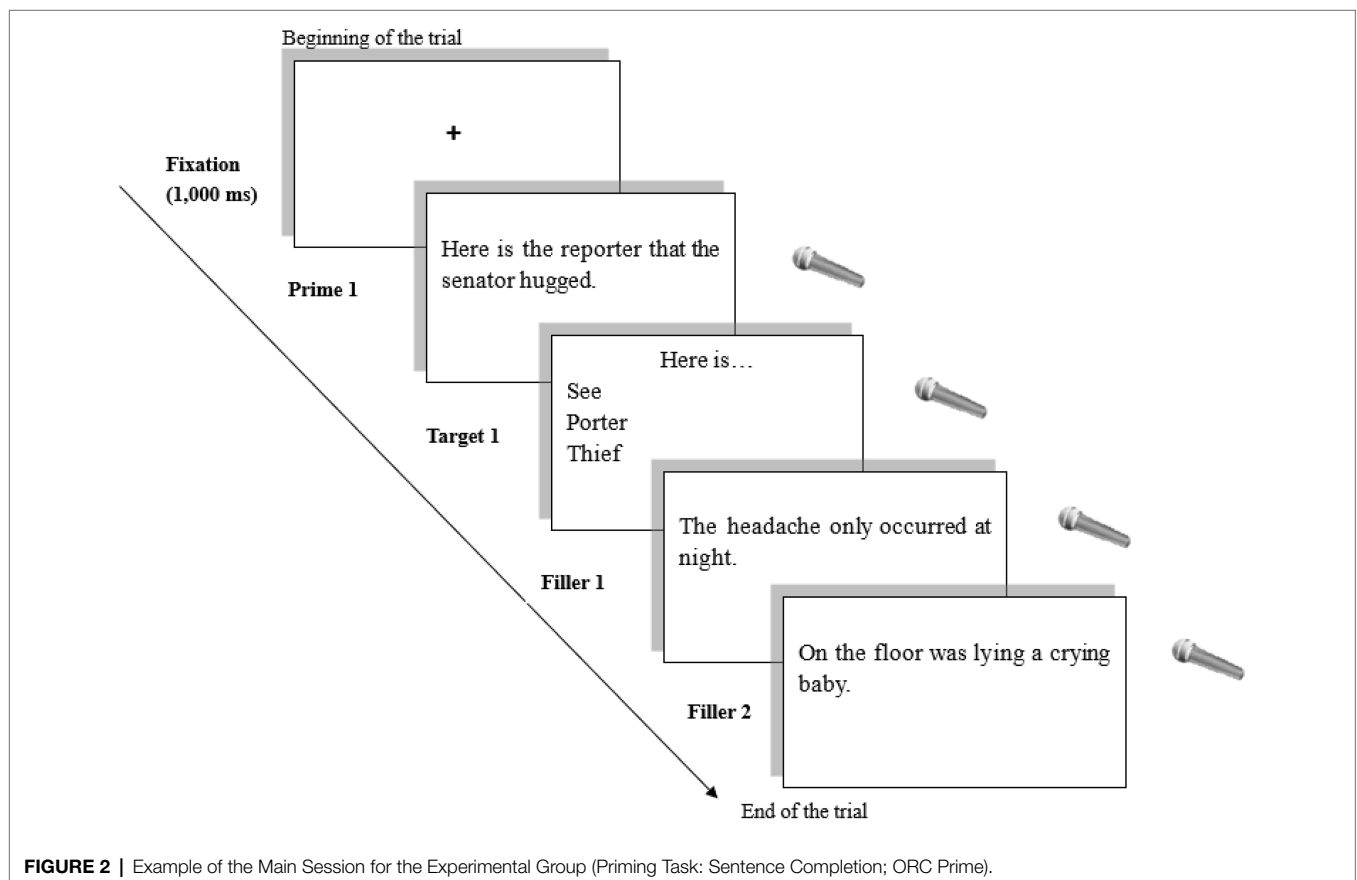 Beginning of the trial
+
Fixation
(1,000 ms)
Here is the reporter that the
senator hugged.
Prime 1
Here is…
See
Porter
Thief
Target 1
The headache only occurred at
night.
Filler 1
On the floor was lying a crying
baby.
Filler 2
End of the trial
FIGURE 2 | Example of the Main Session for the Experimental Group (Priming Task: Sentence Completion; ORC Prime).